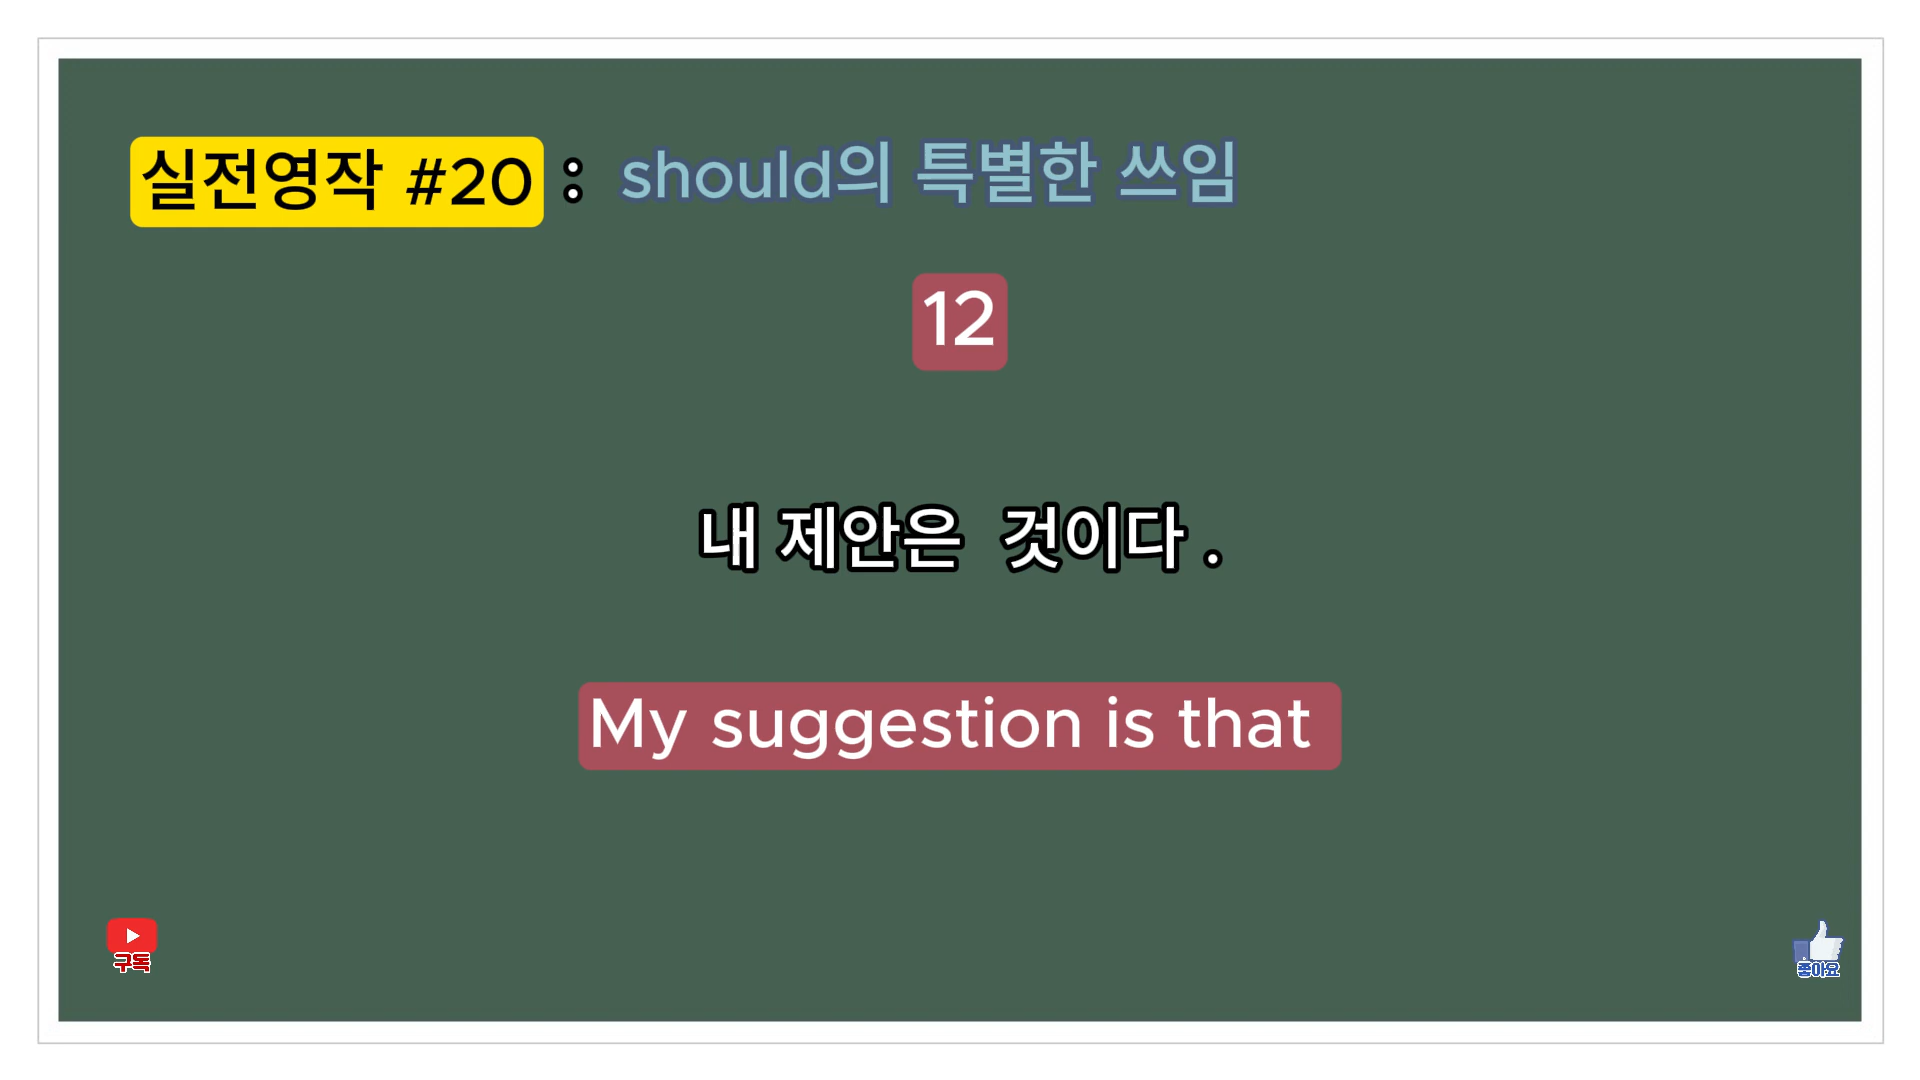 실전영작 #20 : should의 특별한 쓰임
12
내 제안은 것이다 .
My suggestion is that
구독
좋아요